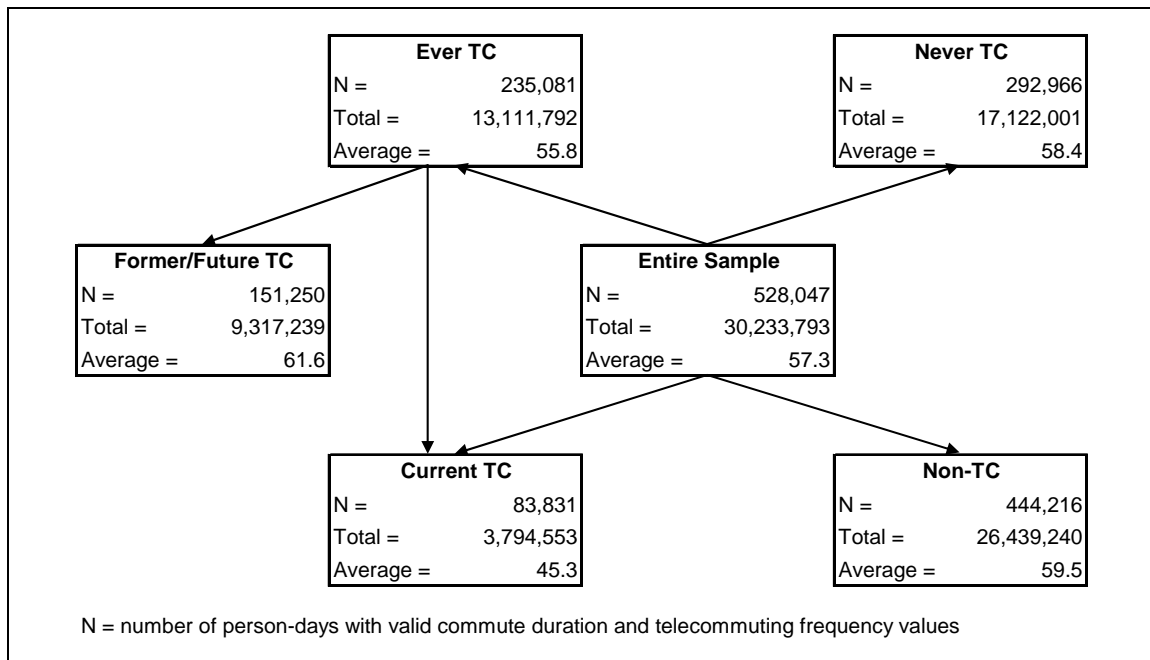 Ever TC
N = 235,081
Total = 13,111,792
Average = 55.8
Never TC
N = 292,966
Total = 17,122,001
Average = 58.4
Former/Future TC
N = 151,250
Total = 9,317,239
Average = 61.6
Entire Sample
N = 528,047
Total = 30,233,793
Average = 57.3
Current TC
N = 83,831
Total = 3,794,553
Average = 45.3
Non-TC
N = 444,216
Total = 26,439,240
Average = 59.5
N = number of person-days with valid commute duration and telecommuting frequency values